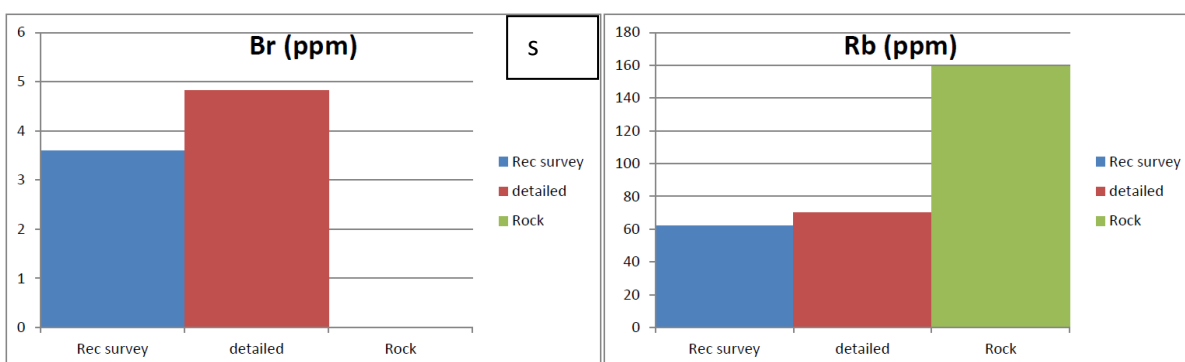 Br (ppm)
S
6
5
4
3
2
1
0
Rec survey
detailed
Rock
Rec survey
detailed
Rock
Rb (ppm)
180
160
140
120
100
80
60
40
20
0
Rec survey
detailed
Rock
Rec survey
detailed
Rock